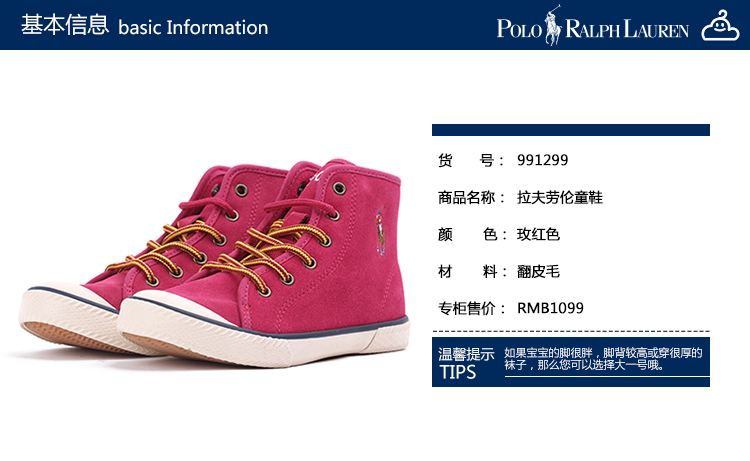 基本信息 basic Information
POLO RALPH LAUREN
货 号： 991299
商品名称： 拉夫劳伦童鞋
颜 色： 玫红色
材 料： 翻皮毛
专柜售价： RMB1099
温馨提示
TIPS
如果宝宝的脚很胖，脚背较高或穿很厚的
袜子，那么您可以选择大一号哦。